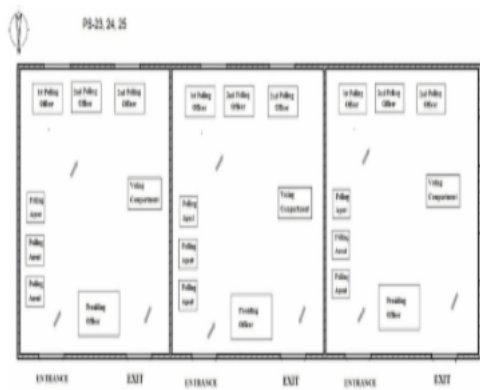 PS-23, 24, 25
1st Polling
Officer
2nd Polling
Officer
2nd Polling
Officer
Voting
Compartment
Polling
Agent
Polling
Agent
Polling
Agent
Presiding
Officer
ENTRANCE
EXIT
1st Polling
Officer
2nd Polling
Officer
2nd Polling
Officer
Voting
Compartment
Polling
Agent
Polling
Agent
Polling
Agent
Presiding
Officer
ENTRANCE
EXIT
1st Polling
Officer
2nd Polling
Officer
2nd Polling
Officer
Voting
Compartment
Polling
Agent
Polling
Agent
Polling
Agent
Presiding
Officer
ENTRANCE
EXIT